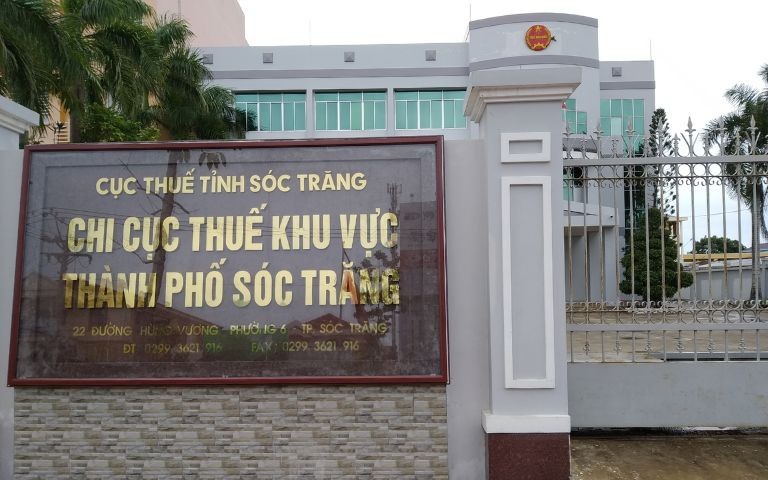 CỤC THUẾ TỈNH SÓC TRĂNG
CHI CỤC THUẾ KHU VỰC
THÀNH PHỐ SÓC TRĂNG
22 ĐƯỜNG HÙNG VƯƠNG - PHƯỜNG 6 TP. SÓC TRĂNG
ĐT: 0299.3621.916 FAX: 0299.3621.916